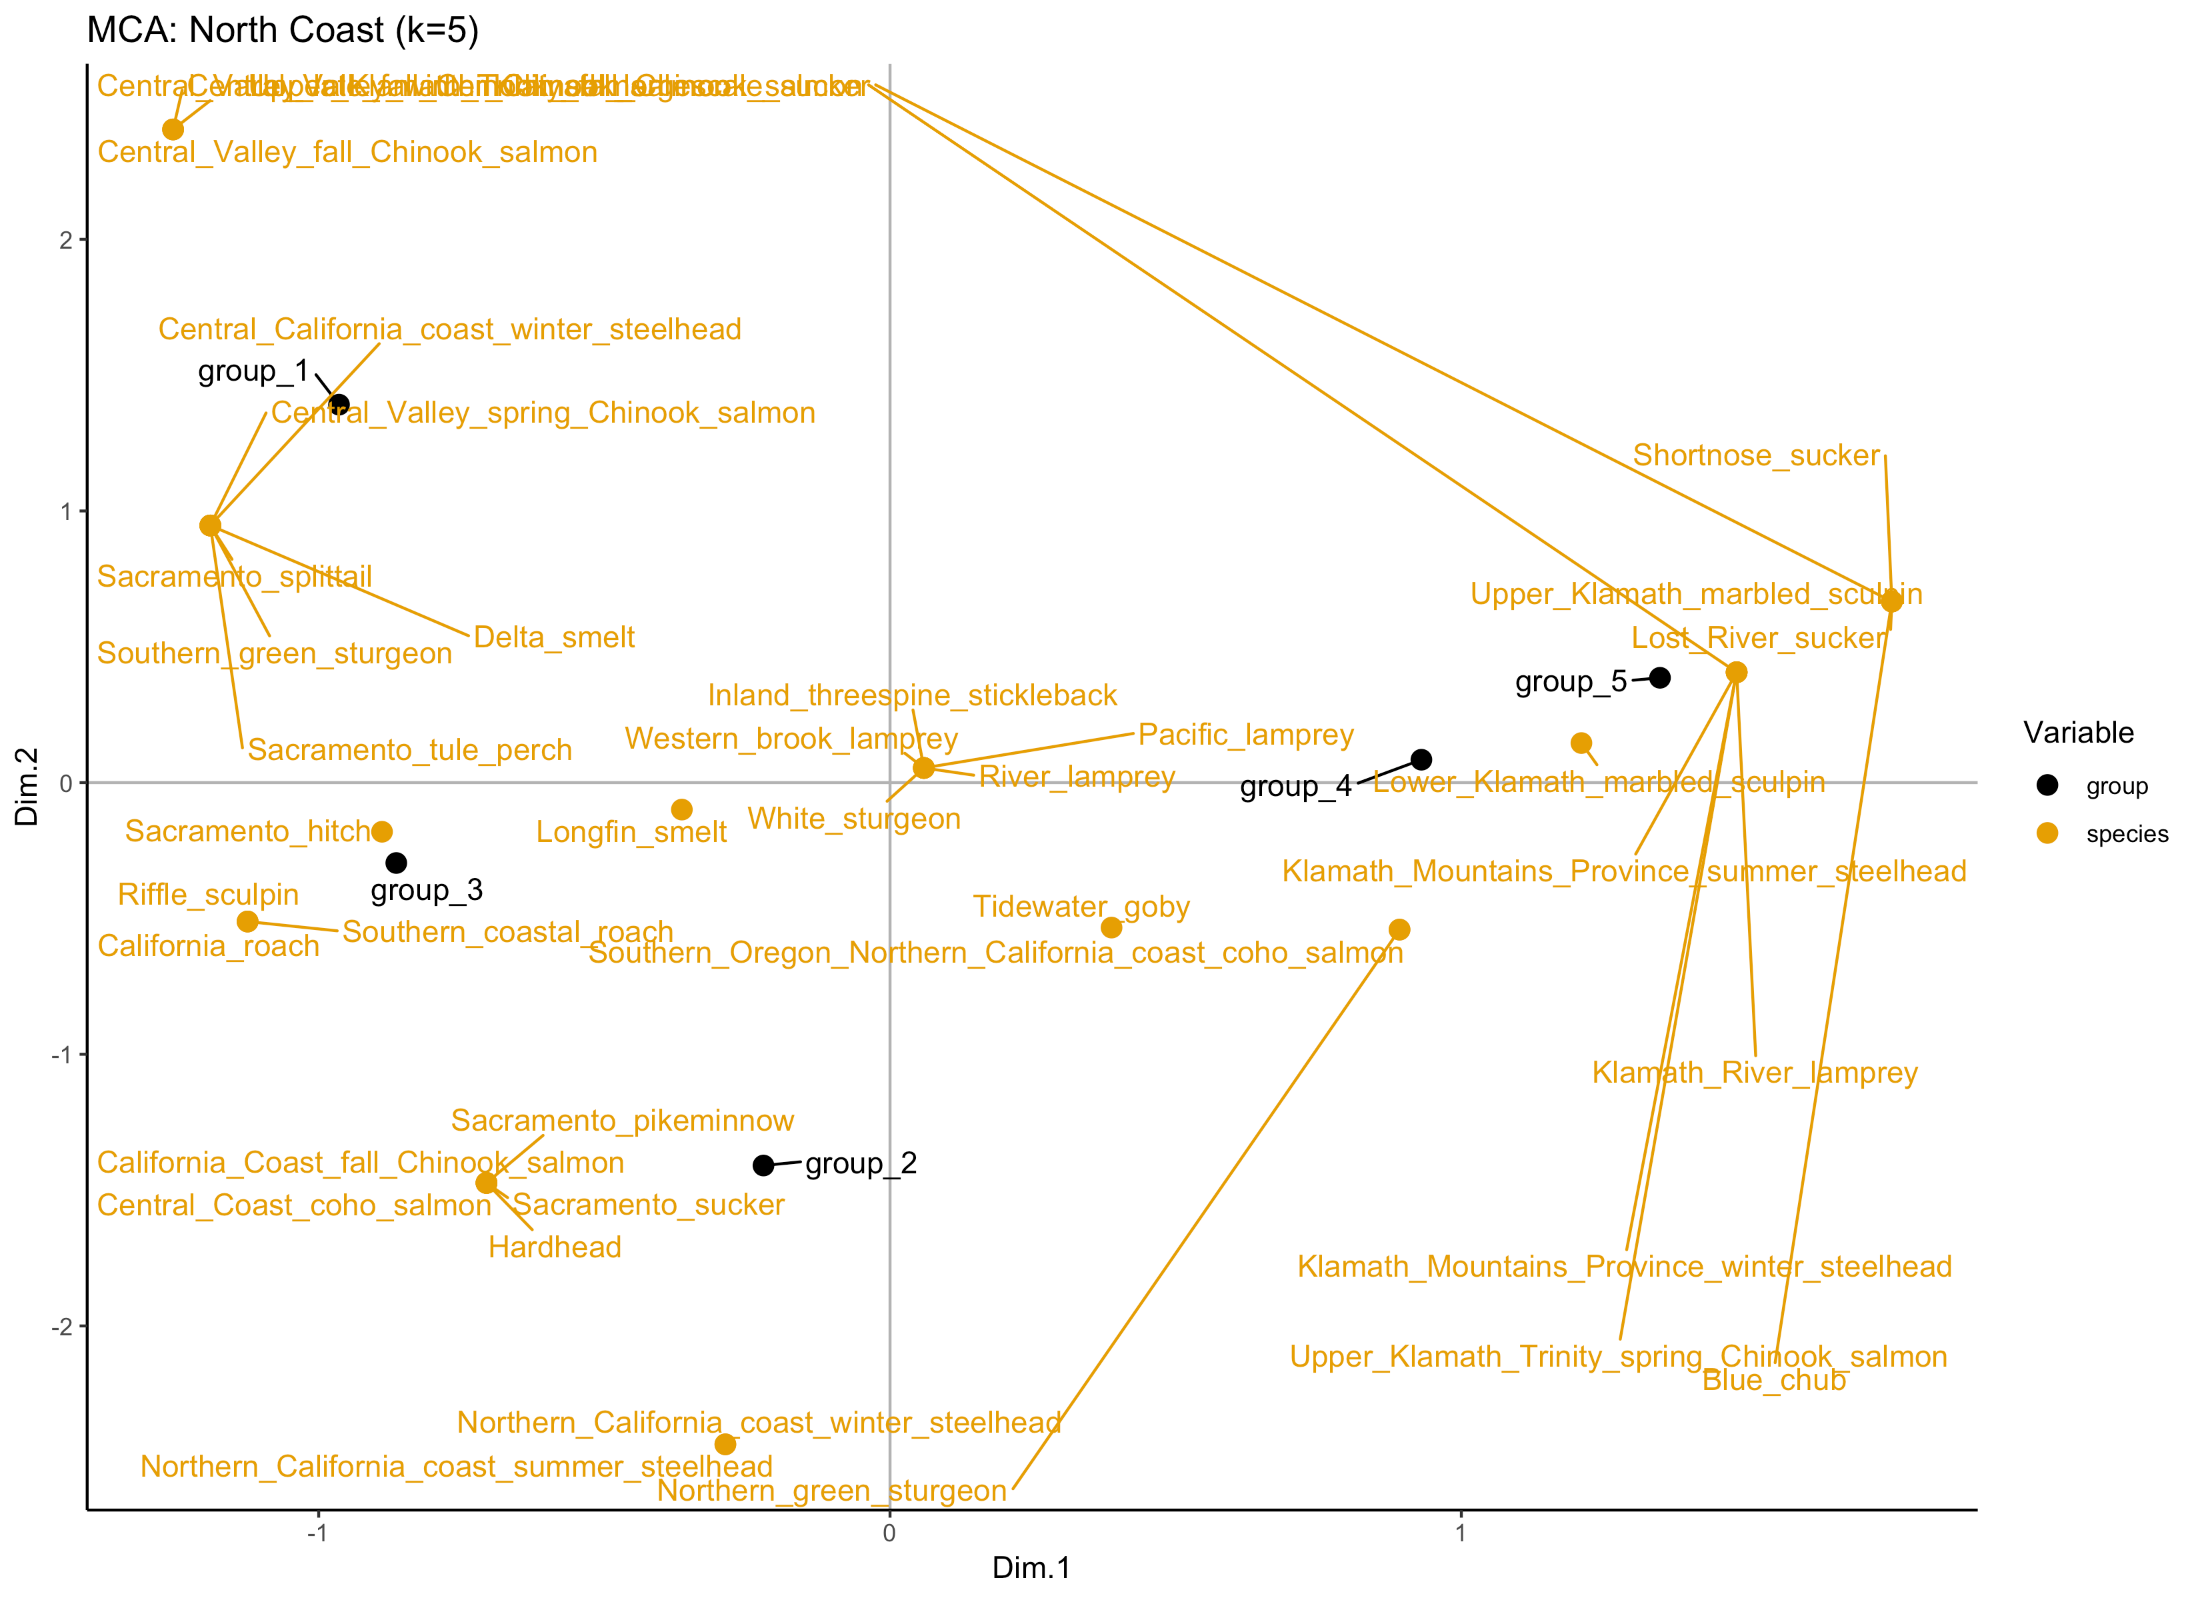 MCA: North Coast (k=5)
Central_Valley_fall_Chinook_salmon
2
Central_California_coast_winter_steelhead
group_1
Central_Valley_spring_Chinook_salmon
Shortnose_sucker
1
Sacramento_splittail
Upper_Klamath_marbled_sculpin
Delta_smelt
Lost_River_sucker
Southern_green_sturgeon
group_5
Inland_threespine_stickleback
Variable
Western_brook_lamprey
Pacific_lamprey
Sacramento_tule_perch
River_lamprey
0
group_4
Lower_Klamath_marbled_sculpin
group
Dim.2
White_sturgeon
Sacramento_hitch
Longfin_smelt
species
Klamath_Mountains_Province_summer_steelhead
group_3
Riffle_sculpin
Tidewater_goby
Southern_coastal_roach
California_roach
Southern_Oregon_Northern_California_coast_coho_salmon
-1
Klamath_River_lamprey
Sacramento_pikeminnow
California_Coast_fall_Chinook_salmon
group_2
Central_Coast_coho_salmon
Sacramento_sucker
Hardhead
Klamath_Mountains_Province_winter_steelhead
-2
Upper_Klamath_Trinity_spring_Chinook_salmon
Blue_chub
Northern_California_coast_winter_steelhead
Northern_California_coast_summer_steelhead
Northern_green_sturgeon
-1
0
1
Dim.1